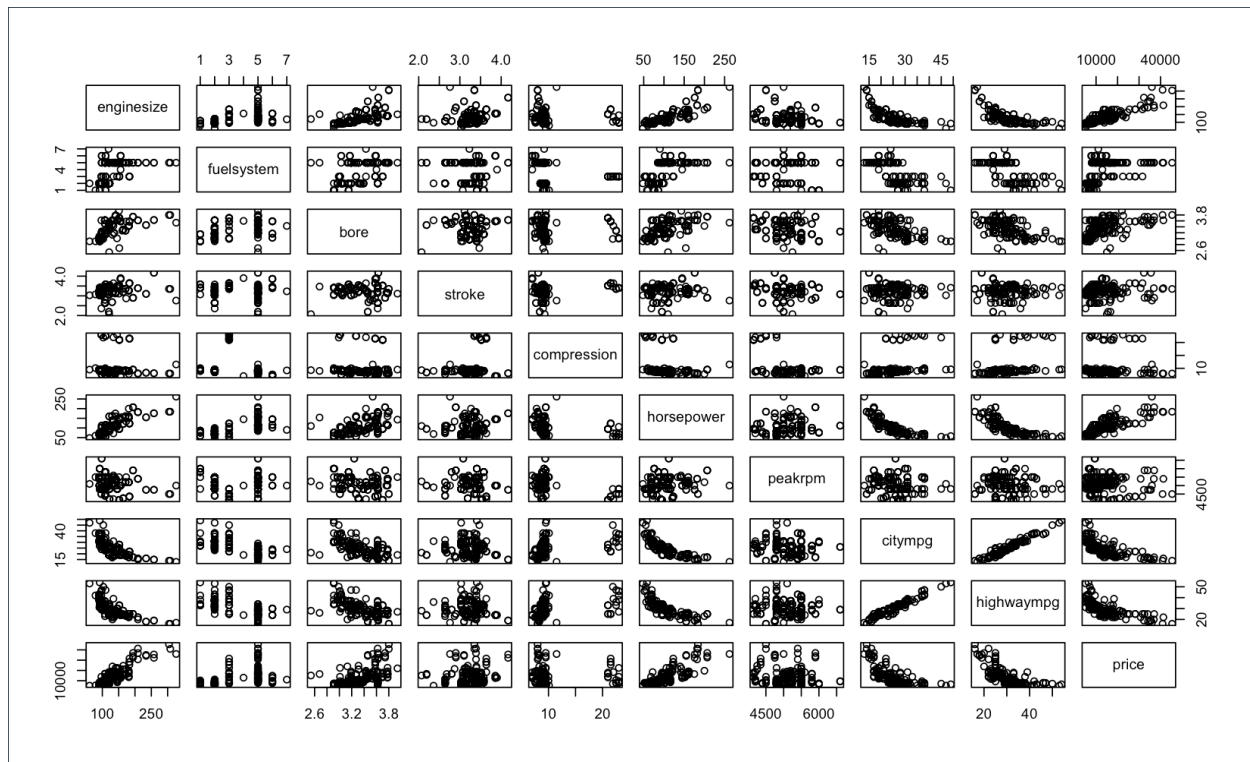 1 3 5 7
2.0 3.0 4.0
50 150 250
15 30 45
10000 40000
enginesize
100
7
4
1
fuelsystem
bore
3.8
2.6
4.0
2.0
stroke
compression
10
250
50
horsepower
peakrpm
4500
40
15
citympg
highwaympg
50
20
10000
price
100 250
2.6 3.2 3.8
10 20
4500 6000
20 40